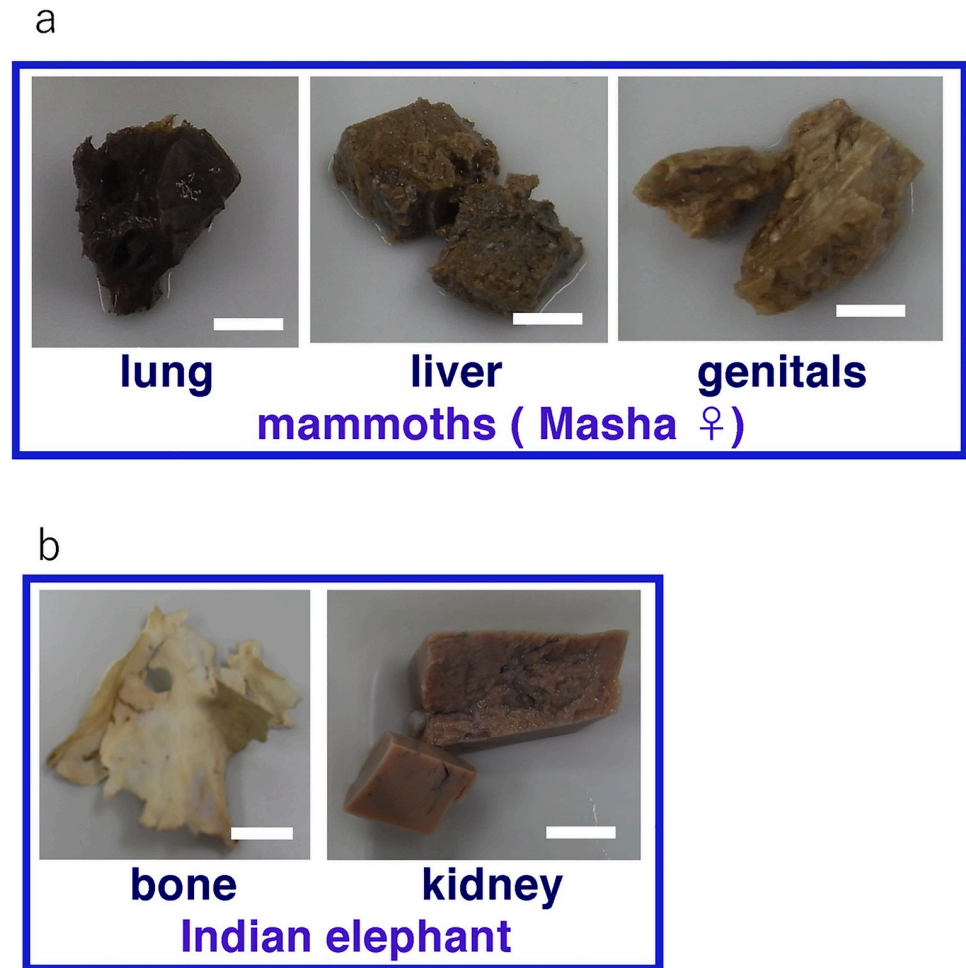 a
lung liver genitals
mammoths ( Masha ♀)
b
bone kidney
Indian elephant